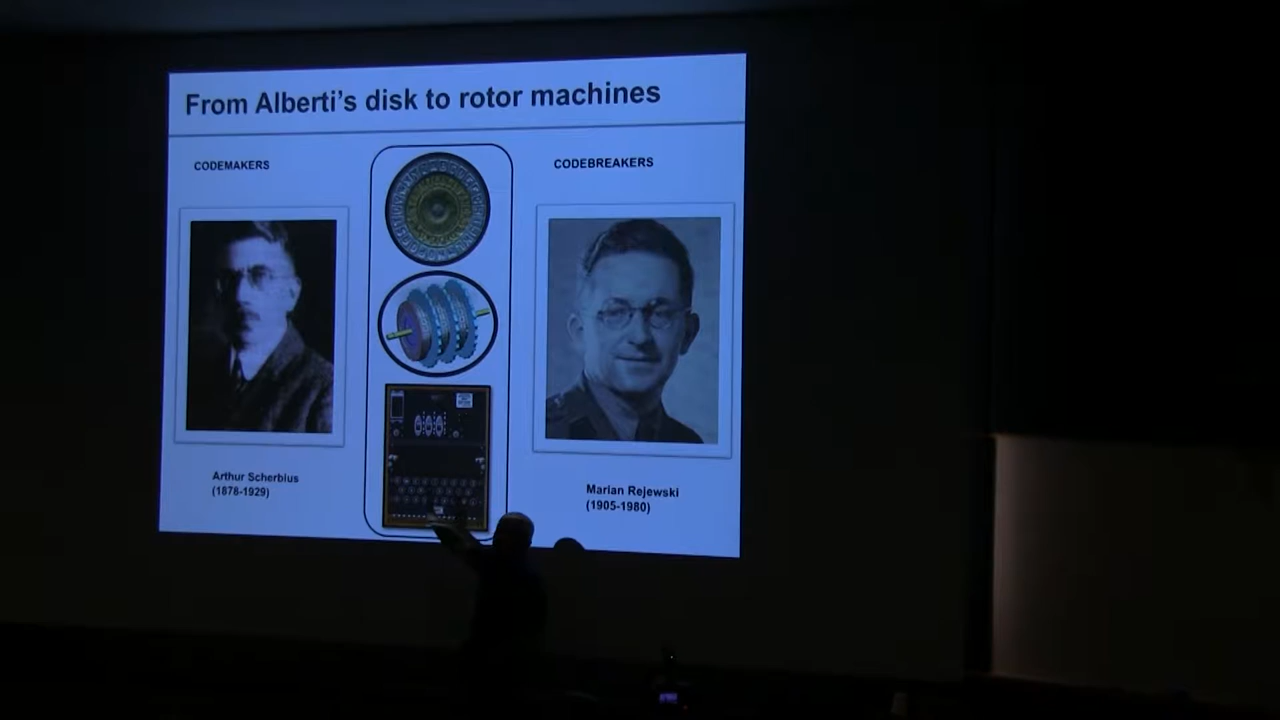 From Alberti's disk to rotor machines
CODEMAKERS
CODEBREAKERS
Arthur Scherbius
(1878-1929)
Marian Rejewski
(1905-1980)